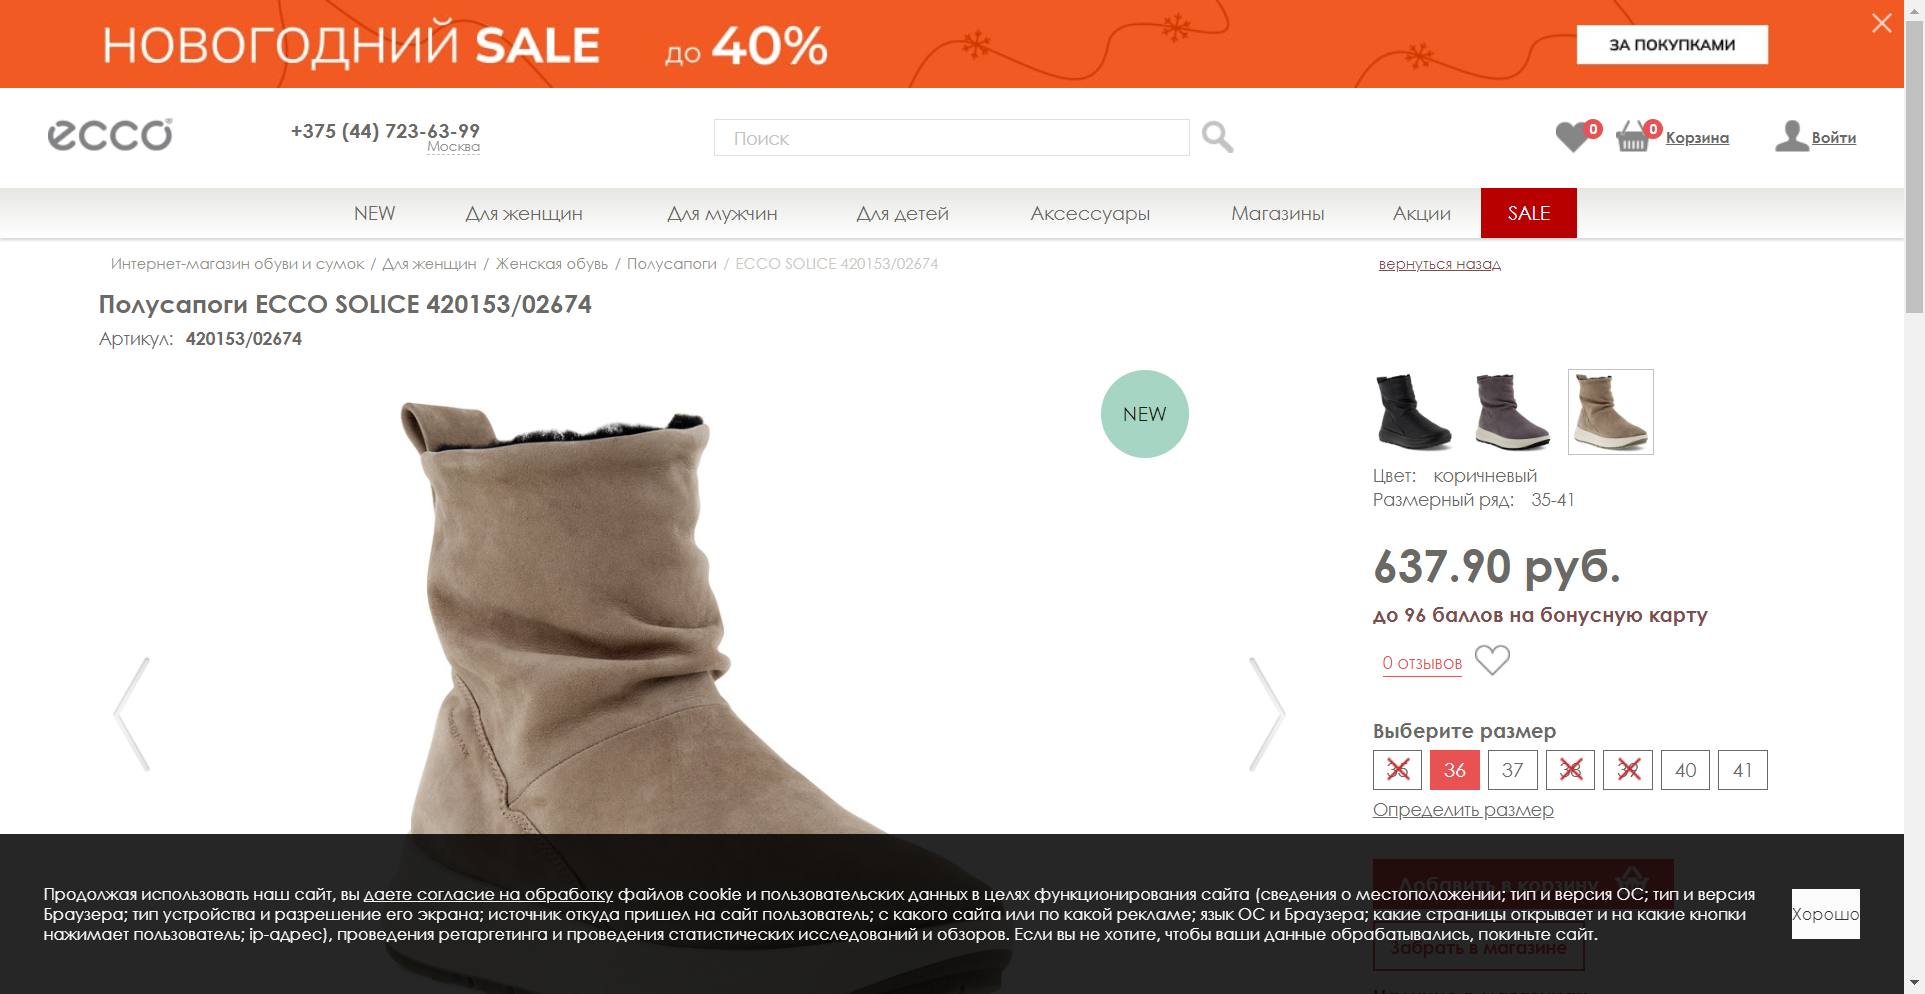 НОВОГОДНИЙ SALE до 40%
ЗА ПОКУПКАМИ
ecco
+375 (44) 723-63-99
Москва
Поиск
0
0
Корзина
Войти
NEW
Для женщин
Для мужчин
Для детей
Аксессуары
Магазины
Акции
SALE
Интернет-магазин обуви и сумок / Для женщин / Женская обувь / Полусапоги / ECCO SOLICE 420153/02674
вернуться назад
Полусапоги ECCO SOLICE 420153/02674
Артикул: 420153/02674
NEW
Цвет: коричневый
Размерный ряд: 35-41
637.90 руб.
до 96 баллов на бонусную карту
0 отзывов
Выберите размер
35 36 37 38 39 40 41
Определить размер
Добавить в корзину
Продолжая использовать наш сайт, вы даете согласие на обработку файлов cookie и пользовательских данных в целях функционирования сайта (сведения о местоположении; тип и версия ОС; тип и версия
Браузера; тип устройства и разрешение его экрана; источник откуда пришел на сайт пользователь; с какого сайта или по какой рекламе; язык ОС и Браузера; какие страницы открывает и на какие кнопки
нажимает пользователь; ip-адрес), проведения ретаргетинга и проведения статистических исследований и обзоров. Если вы не хотите, чтобы ваши данные обрабатывались, покиньте сайт.
Хорошо
Забрать в магазине